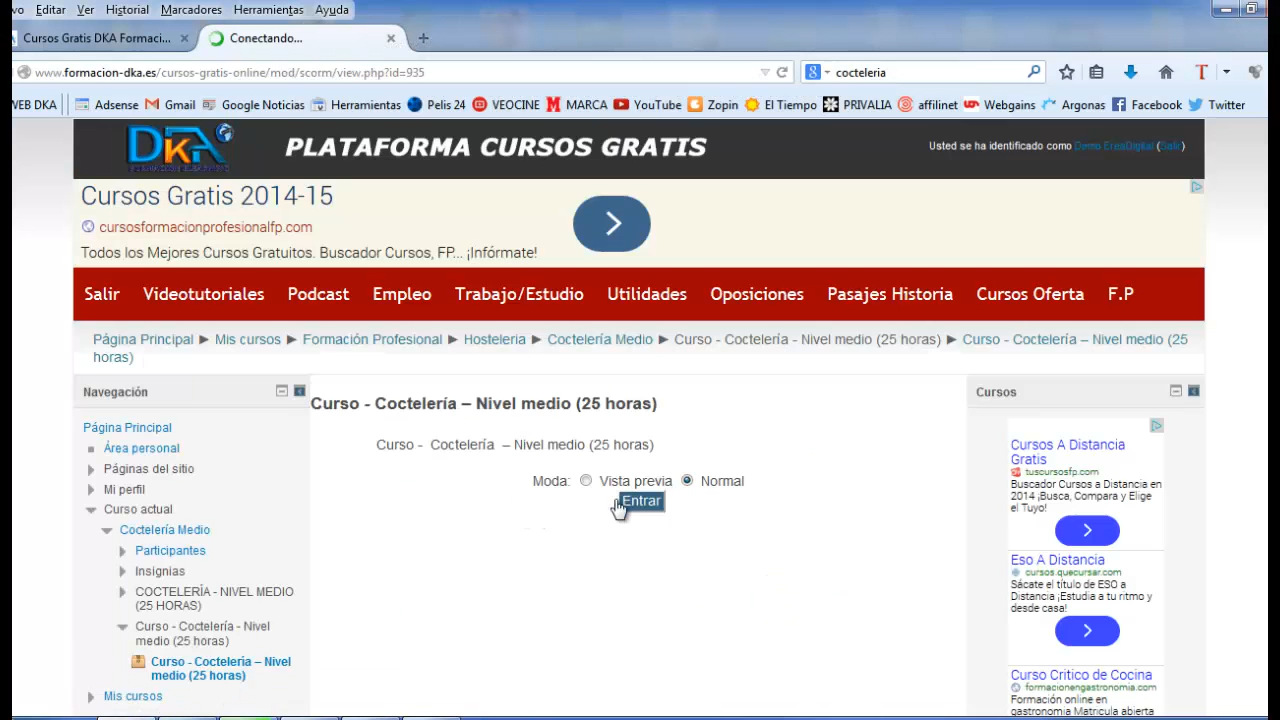 vo Editar Ver Historial Marcadores Herramientas Ayuda
Cursos Gratis DKA Formaci... × Conectando... × +
www.formacion-dka.es/cursos-gratis-online/mod/scorm/view.php?id=935
cocteleria
WEB DKA Adsense Gmail Google Noticias Herramientas Pelis 24 VEOCINE MARCA YouTube Zopin El Tiempo PRIVALIA affilinet Webgains Argonas Facebook Twitter
DKA PLATAFORMA CURSOS GRATIS
Usted se ha identificado como Demo EreaDigital (Salir)
Cursos Gratis 2014-15
cursosformacionprofesionalfp.com
Todos los Mejores Cursos Gratuitos. Buscador Cursos, FP... ¡Infórmate!
Salir Videotutoriales Podcast Empleo Trabajo/Estudio Utilidades Oposiciones Pasajes Historia Cursos Oferta F.P
Página Principal ► Mis cursos ► Formación Profesional ► Hosteleria ► Coctelería Medio ► Curso - Coctelería - Nivel medio (25 horas) ► Curso - Coctelería – Nivel medio (25
horas)
Navegación
Página Principal
Área personal
Páginas del sitio
Mi perfil
Curso actual
Coctelería Medio
Participantes
Insignias
COCTELERÍA - NIVEL MEDIO
(25 HORAS)
Curso - Coctelería - Nivel
medio (25 horas)
Curso - Coctelería – Nivel
medio (25 horas)
Mis cursos
Curso - Coctelería – Nivel medio (25 horas)
Curso - Coctelería – Nivel medio (25 horas)
Moda: Vista previa Normal
Entrar
Cursos
Cursos A Distancia
Gratis
tuscursosfp.com
Buscador Cursos a Distancia en
2014 ¡Busca, Compara y Elige
el Tuyo!
Eso A Distancia
cursos.quecursar.com
Sácate el título de ESO a
Distancia ¡Estudia a tu ritmo y
desde casa!
Curso Critico de Cocina
formacionengastronomia.com
Formación online en
gastronomia Matricula abierta